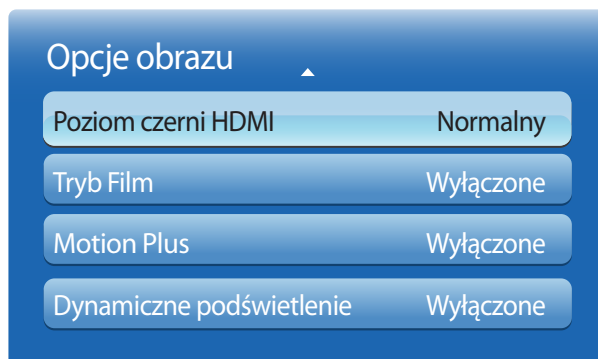 Opcje obrazu
Poziom czerni HDMI Normalny
Tryb Film Wyłączone
Motion Plus Wyłączone
Dynamiczne podświetlenie Wyłączone